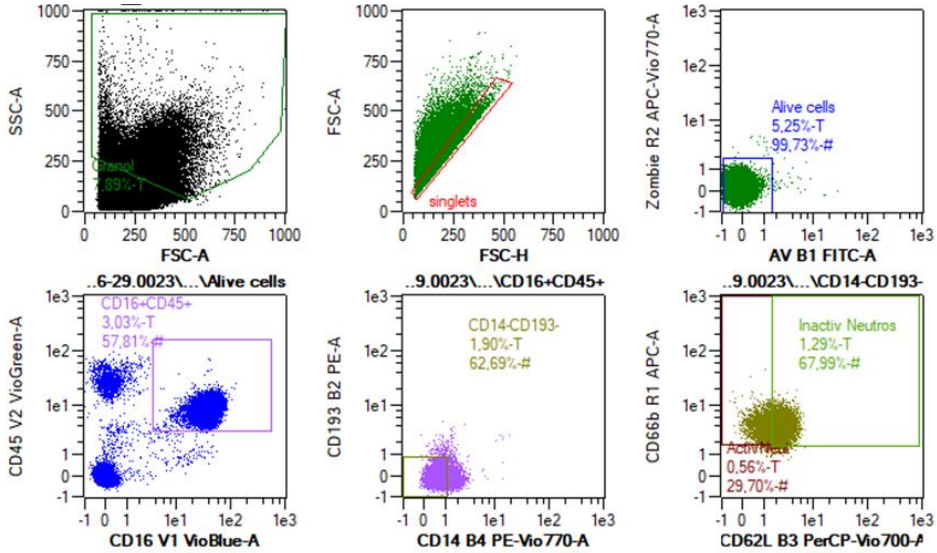 1000
750
500
250
0
SSC-A
Granol
,89%-T
0 250 500 750 1000
FSC-A
1000
750
500
250
0
FSC-A
singlets
0 250 500 750 1000
FSC-H
1e3
1e2
1e1
1
0
-1
Zombie R2 APC-Vio770-A
Alive cells
5,25%-T
99,73%-#
-1 0 1 1e1 1e2 1e3
AV B1 FITC-A
..6-29.0023\...\Alive cells
1e3
1e2
1e1
1
0
-1
CD45 V2 VioGreen-A
CD16+CD45+
3,03%-T
57,81%-#
-1 0 1 1e1 1e2 1e3
CD16 V1 VioBlue-A
..9.0023\...\CD16+CD45+
1e3
1e2
1e1
1
0
-1
CD193 B2 PE-A
CD14-CD193-
1,90%-T
62,69%-#
-1 0 1 1e1 1e2 1e3
CD14 B4 PE-Vio770-A
..9.0023\...\CD14-CD193-
1e3
1e2
1e1
1
0
-1
CD66b R1 APC-A
Inactiv Neutros
1,29%-T
67,99%-#
0,56%-T
29,70%-#
-1 0 1 1e1 1e2 1e3
CD62L B3 PerCP-Vio700-A